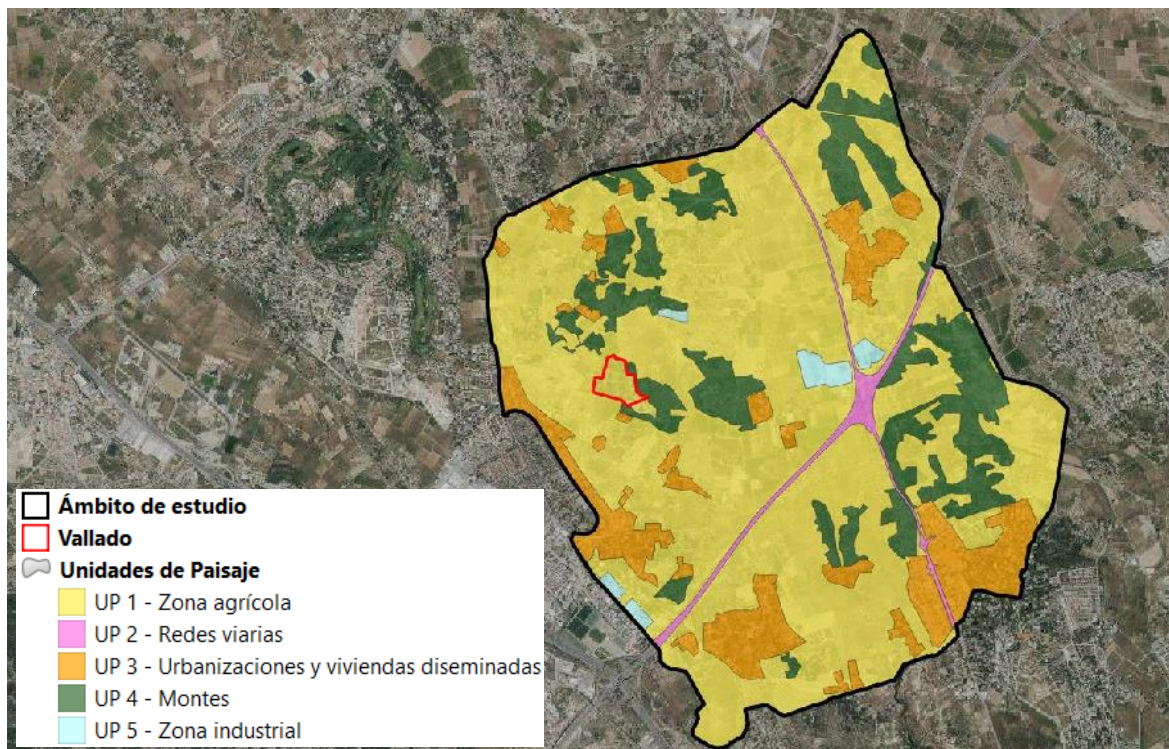 Ámbito de estudio
Vallado
Unidades de Paisaje
UP 1 - Zona agrícola
UP 2 - Redes viarias
UP 3 - Urbanizaciones y viviendas diseminadas
UP 4 - Montes
UP 5 - Zona industrial